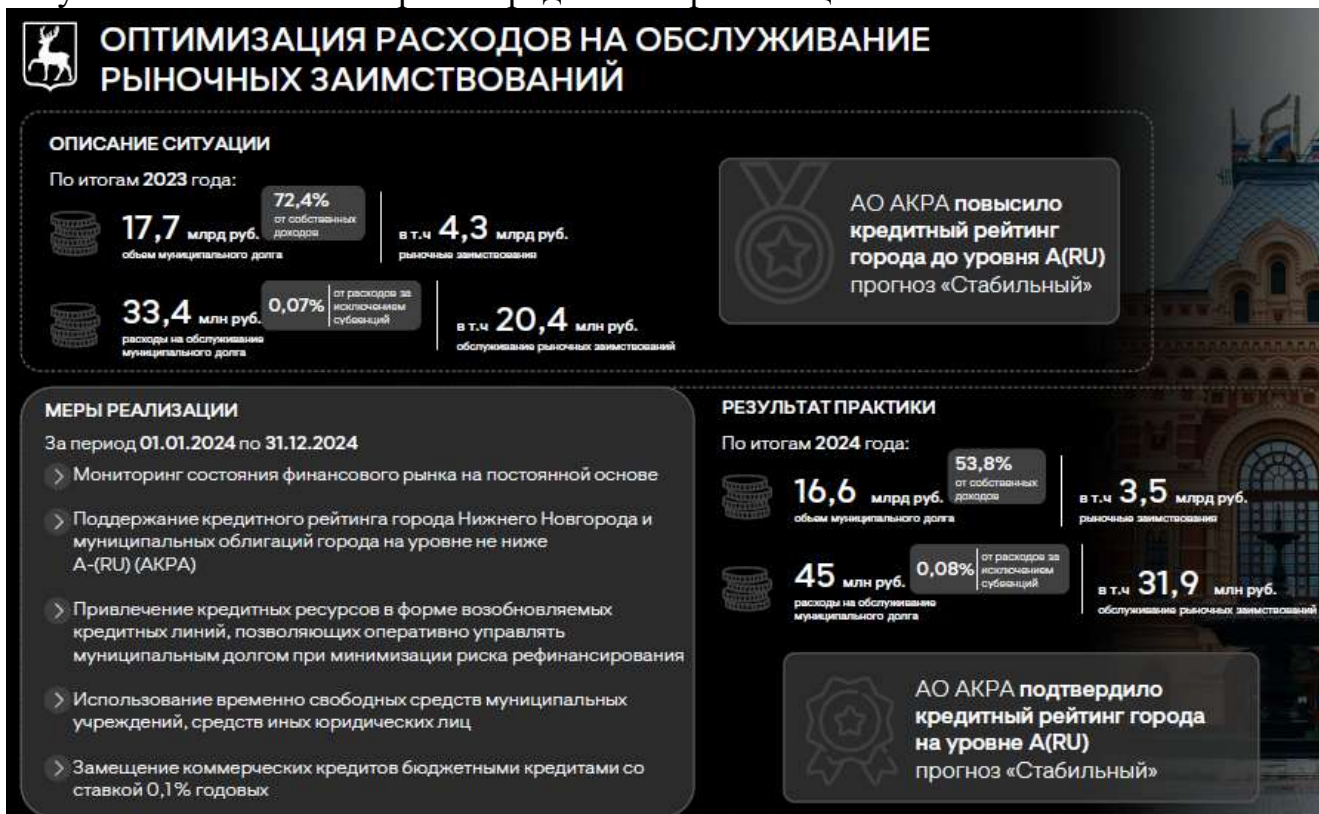 ОПТИМИЗАЦИЯ РАСХОДОВ НА ОБСЛУЖИВАНИЕ
РЫНОЧНЫХ ЗАИМСТВОВАНИЙ
ОПИСАНИЕ СИТУАЦИИ
По итогам 2023 года:
17,7 млрд руб.
объем муниципального долга
72,4%
от собственных
доходов
в т.ч 4,3 млрд руб.
рыночные заимствования
33,4 млн руб.
расходы на обслуживание
муниципального долга
0,07%
от расходов за
исключением
субвенций
в т.ч 20,4 млн руб.
обслуживание рыночных заимствований
АО АКРА повысило
кредитный рейтинг
города до уровня A(RU)
прогноз «Стабильный»
МЕРЫ РЕАЛИЗАЦИИ
За период 01.01.2024 по 31.12.2024
Мониторинг состояния финансового рынка на постоянной основе
Поддержание кредитного рейтинга города Нижнего Новгорода и
муниципальных облигаций города на уровне не ниже
A-(RU) (АКРА)
Привлечение кредитных ресурсов в форме возобновляемых
кредитных линий, позволяющих оперативно управлять
муниципальным долгом при минимизации риска рефинансирования
Использование временно свободных средств муниципальных
учреждений, средств иных юридических лиц
Замещение коммерческих кредитов бюджетными кредитами со
ставкой 0,1% годовых
РЕЗУЛЬТАТ ПРАКТИКИ
По итогам 2024 года:
16,6 млрд руб.
объем муниципального долга
53,8%
от собственных
доходов
в т.ч 3,5 млрд руб.
рыночные заимствования
45 млн руб.
расходы на обслуживание
муниципального долга
0,08%
от расходов за
исключением
субвенций
в т.ч 31,9 млн руб.
обслуживание рыночных заимствований
АО АКРА подтвердило
кредитный рейтинг города
на уровне A(RU)
прогноз «Стабильный»